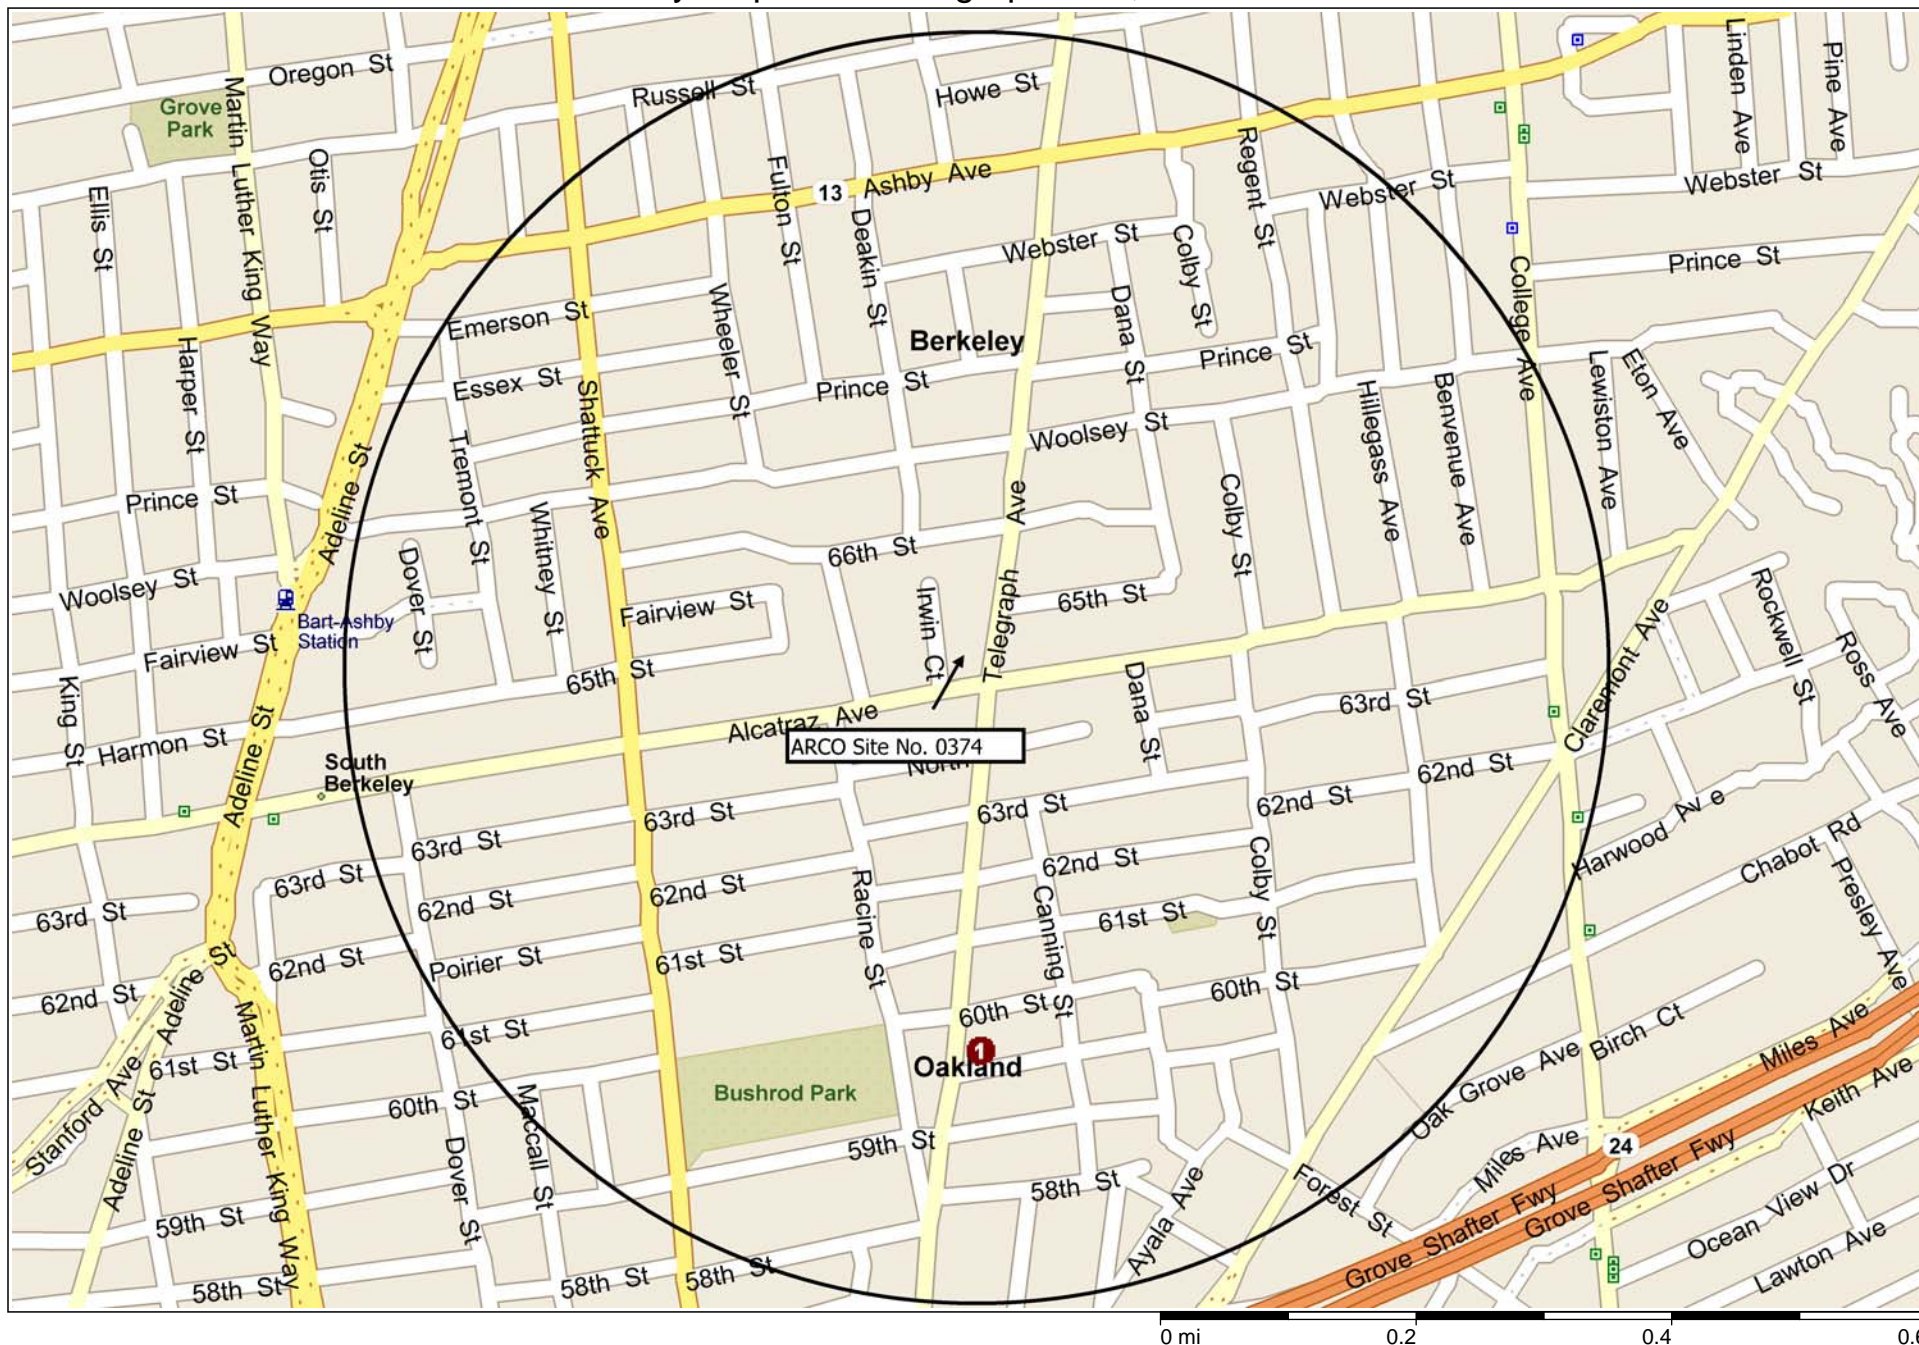 Oregon St
Grove
Park
Martin Luther King Way
Otis St
Ellis St
Russell St
Howe St
Fulton St
13
Ashby Ave
Deakin St
Regent St
Webster St
Linden Ave
Pine Ave
Webster St
Webster St
Colby St
Prince St
College Ave
Emerson St
Wheeler St
Berkeley
Dana St
Prince St
Harper St
Essex St
Shattuck Ave
Prince St
Woolsey St
Hillegass Ave
Benvenue Ave
Lewiston Ave
Eton Ave
Tremont St
Prince St
Adeline St
Whitney St
66th St
Telegraph Ave
Colby St
Woolsey St
Dover St
Fairview St
Irwin Ct
65th St
Rockwell St
Ross Ave
Bart-Ashby
Station
Fairview St
65th St
Claremont Ave
King St
Harmon St
Adeline St
Alcatraz Ave
Dana St
63rd St
ARCO Site No. 0374
North
South
Berkeley
62nd St
63rd St
63rd St
62nd St
63rd St
Harwood Ave
Chabot Rd
Presley Ave
63rd St
62nd St
62nd St
62nd St
Colby St
63rd St
Racine St
Canning St
61st St
62nd St
Poirier St
61st St
62nd St
Adeline St
60th St
60th St
Martin Luther King Way
61st St
61st St
1
Oakland
Birch Ct
Miles Ave
Keith Ave
Stanford Ave
Adeline St
60th St
Maccall St
Bushrod Park
Oak Grove Ave
59th St
Dover St
Miles Ave
24
58th St
Ayala Ave
Forest St
59th St
Grove Shafter Fwy
Grove Shafter Fwy
Ocean View Dr
Lawton Ave
58th St
58th St
58th St
0 mi
0.2
0.4